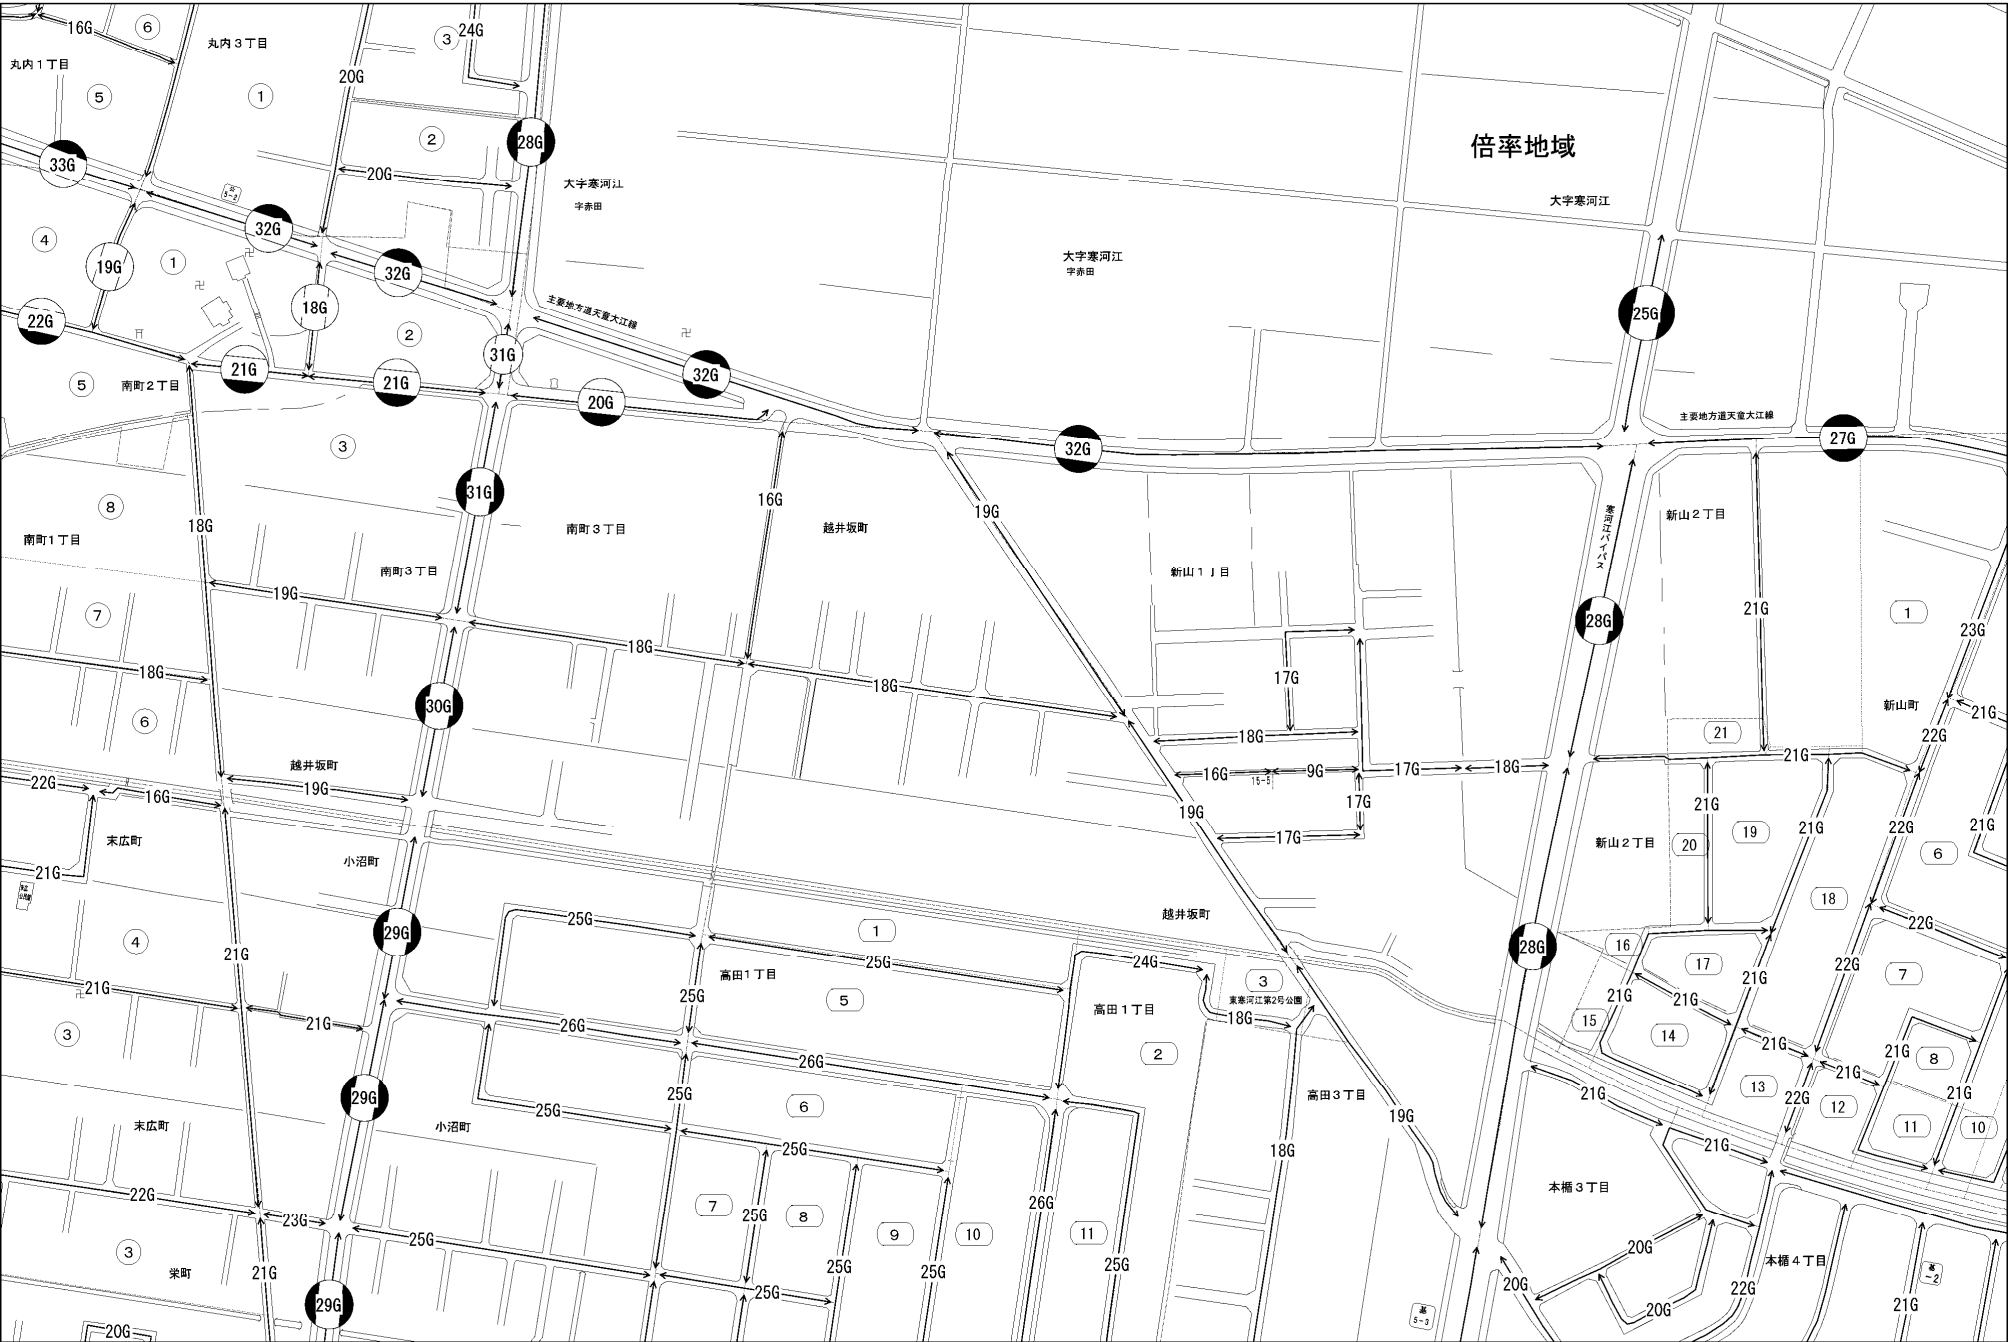 16G
6
丸内3丁目
3
24G
28G
丸内1丁目
5
1
20G
2
倍率地域
33G
20G
大字寒河江
字赤田
大字寒河江
公
5-2
4
32G
1
19G
32G
大字寒河江
字赤田
18G
主要地方道天童大江線
25G
22G
2
31G
21G
21G
32G
5
南町2丁目
20G
主要地方道天童大江線
3
32G
27G
8
18G
31G
16G
19G
南町1丁目
南町3丁目
南町3丁目
越井坂町
新山1丁目
寒河江バイパス
新山2丁目
19G
7
28G
21G
1
23G
18G
18G
18G
17G
6
30G
18G
21
新山町
21G
22G
越井坂町
22G
16G
19G
16G
15-5
9G
17G
18G
21G
末広町
小沼町
19G
17G
17G
21G
新山2丁目
20
19
21G
22G
21G
6
21G
4
29G
25G
1
越井坂町
28G
18
22G
21G
25G
高田1丁目
24G
3
東寒河江第2号公園
16
17
22G
7
21G
21G
25G
5
高田1丁目
18G
21G
21G
21G
3
26G
26G
2
15
14
21G
21G
8
29G
25G
25G
6
高田3丁目
19G
21G
13
22G
12
21G
末広町
小沼町
25G
18G
21G
11
10
22G
23G
25G
7
25G
8
9
10
26G
11
本楯3丁目
3
栄町
21G
25G
25G
25G
25G
20G
20G
本楯4丁目
基
-2
29G
20G
基
5-3
20G
22G
21G